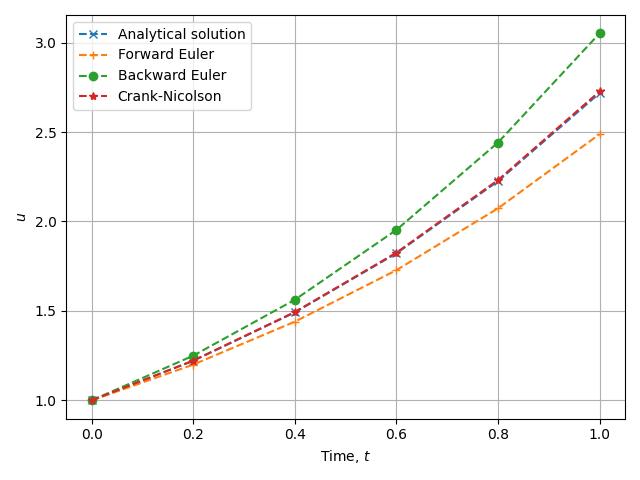 Analytical solution
Forward Euler
Backward Euler
Crank-Nicolson
3.0
2.5
2.0
1.5
1.0
u
0.0 0.2 0.4 0.6 0.8 1.0
Time, t